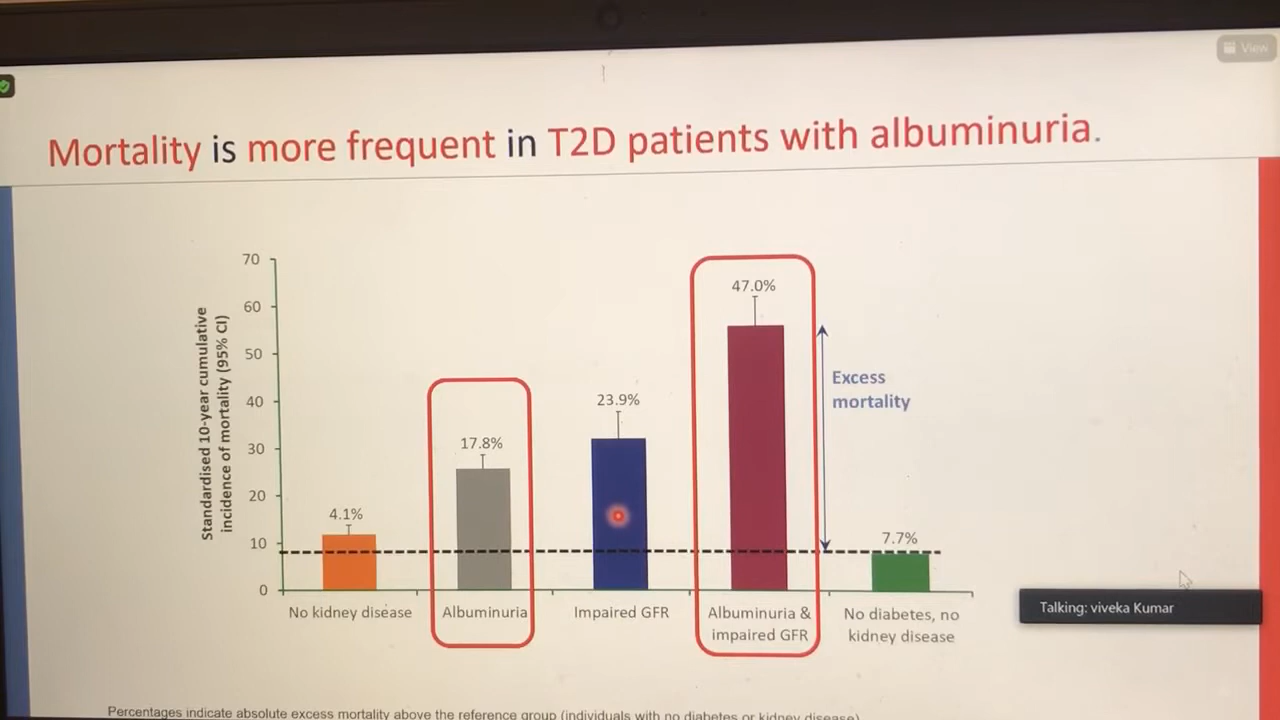 View
Mortality is more frequent in T2D patients with albuminuria.
Standardised 10-year cumulative
incidence of mortality (95% CI)
70
60
50
40
30
20
10
0
4.1%
17.8%
23.9%
47.0%
7.7%
Excess
mortality
No kidney disease
Albuminuria
Impaired GFR
Albuminuria &
impaired GFR
No diabetes, no
kidney disease
Talking: viveka Kumar
Percentages indicate absolute excess mortality above the reference group (individuals with no diabetes or kidney disease)